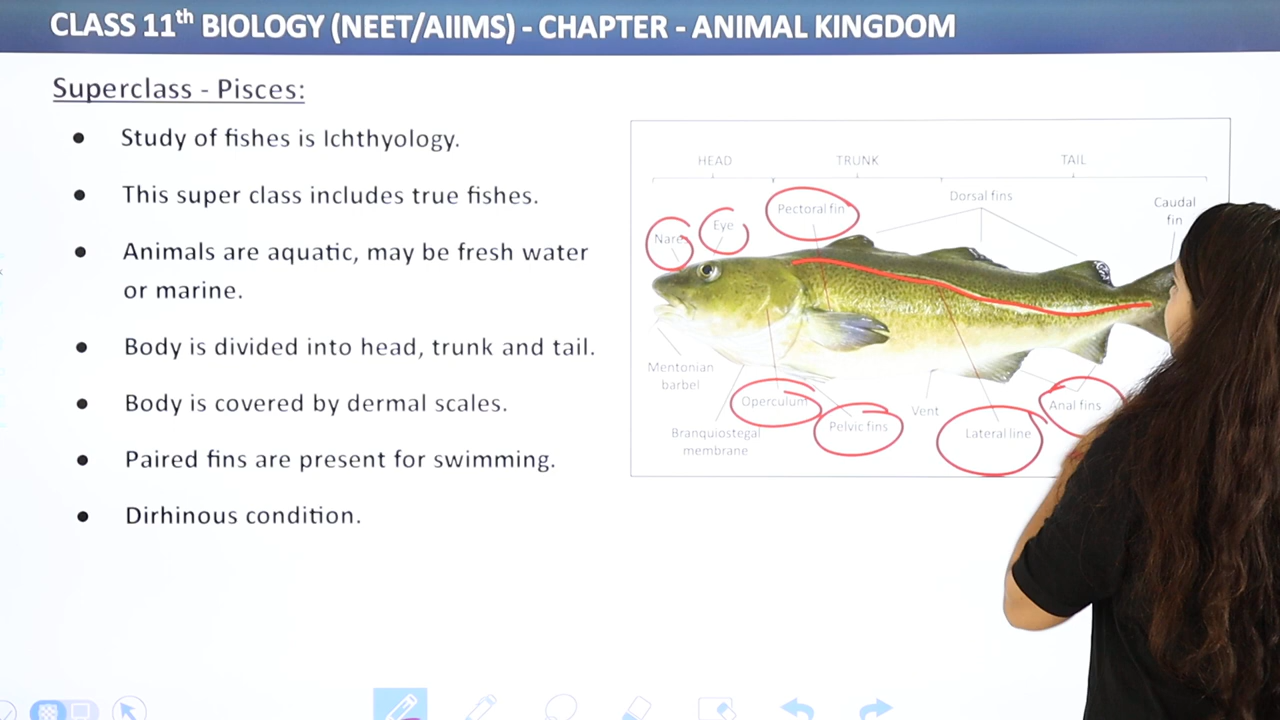 CLASS 11th BIOLOGY (NEET/AIIMS) - CHAPTER - ANIMAL KINGDOM
Superclass - Pisces:
● Study of fishes is Ichthyology.
● This super class includes true fishes.
● Animals are aquatic, may be fresh water
or marine.
● Body is divided into head, trunk and tail.
● Body is covered by dermal scales.
● Paired fins are present for swimming.
● Dirhinous condition.
HEAD TRUNK TAIL
Dorsal fins
Caudal
fin
Pectoral fin
Eye
Nares
Mentonian
barbel
Operculum
Anal fins
Vent
Pelvic fins
Lateral line
Branquiostegal
membrane